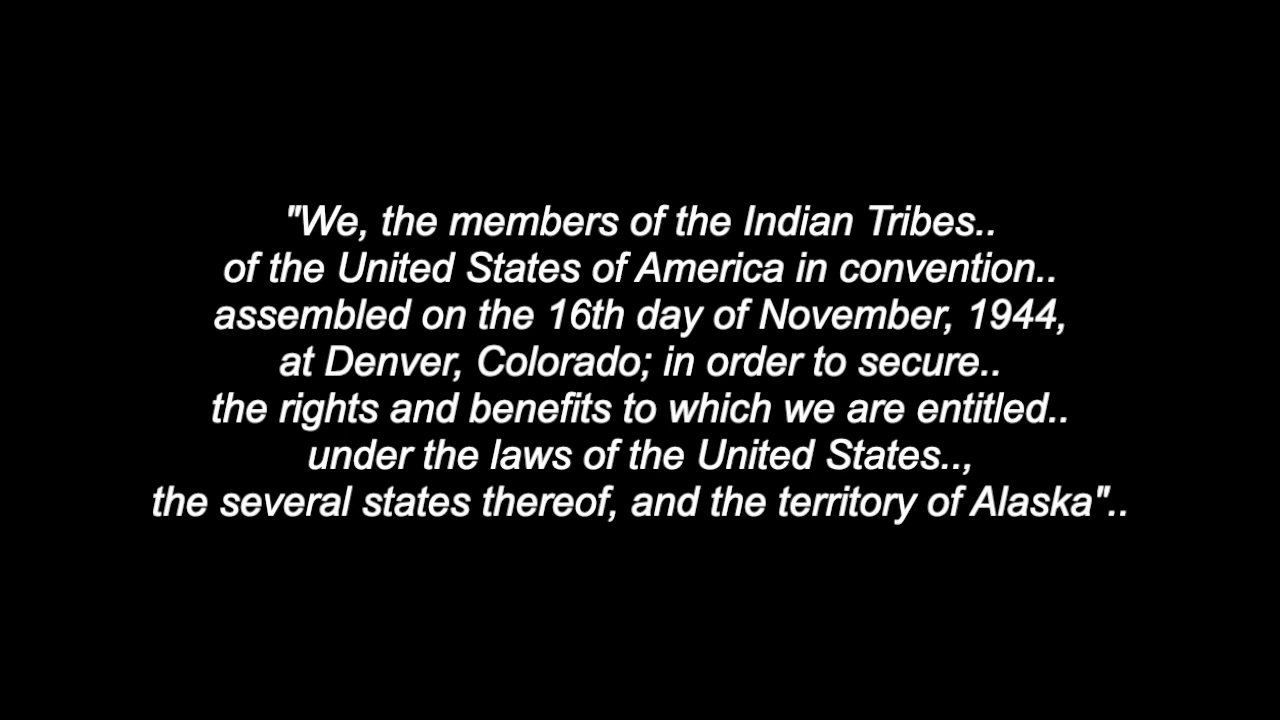 "We, the members of the Indian Tribes..
of the United States of America in convention..
assembled on the 16th day of November, 1944,
at Denver, Colorado; in order to secure..
the rights and benefits to which we are entitled..
under the laws of the United States..,
the several states thereof, and the territory of Alaska"..